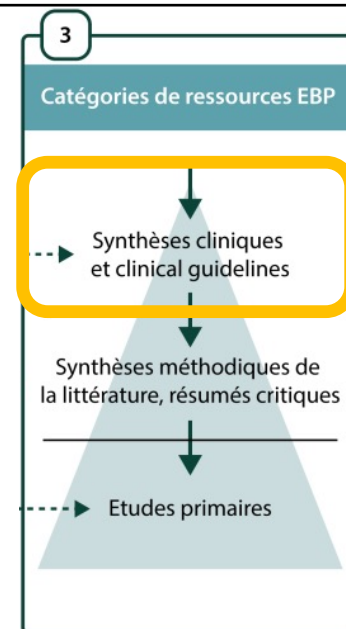 3
Catégories de ressources EBP
Synthèses cliniques
et clinical guidelines
Synthèses méthodiques de
la littérature, résumés critiques
Etudes primaires